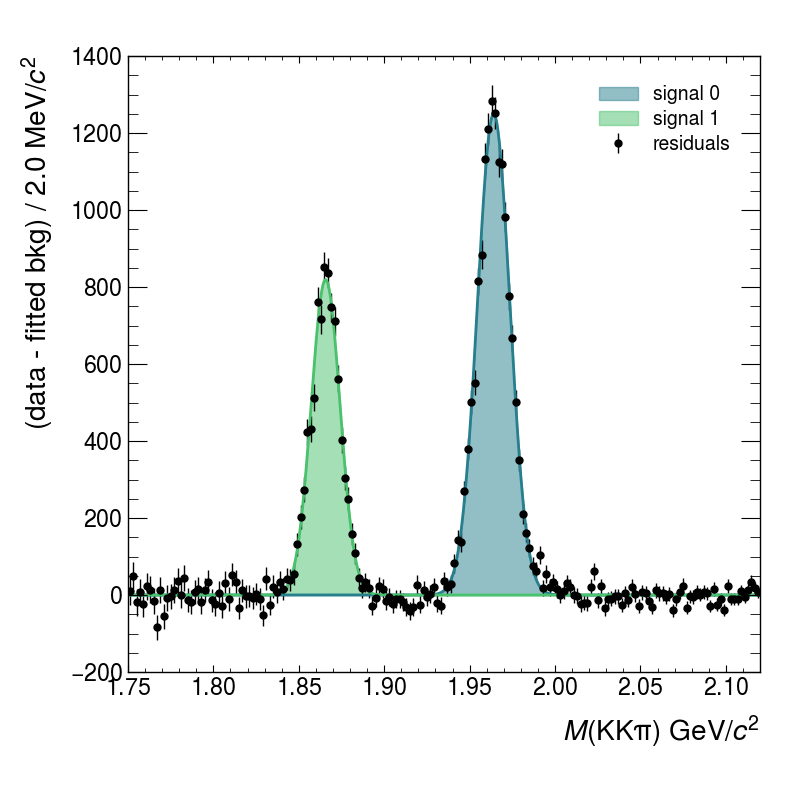 (data - fitted bkg) / 2.0 MeV/c²
1400
1200
1000
800
600
400
200
0
−200
signal 0
signal 1
residuals
1.75 1.80 1.85 1.90 1.95 2.00 2.05 2.10
M(KKπ) GeV/c²